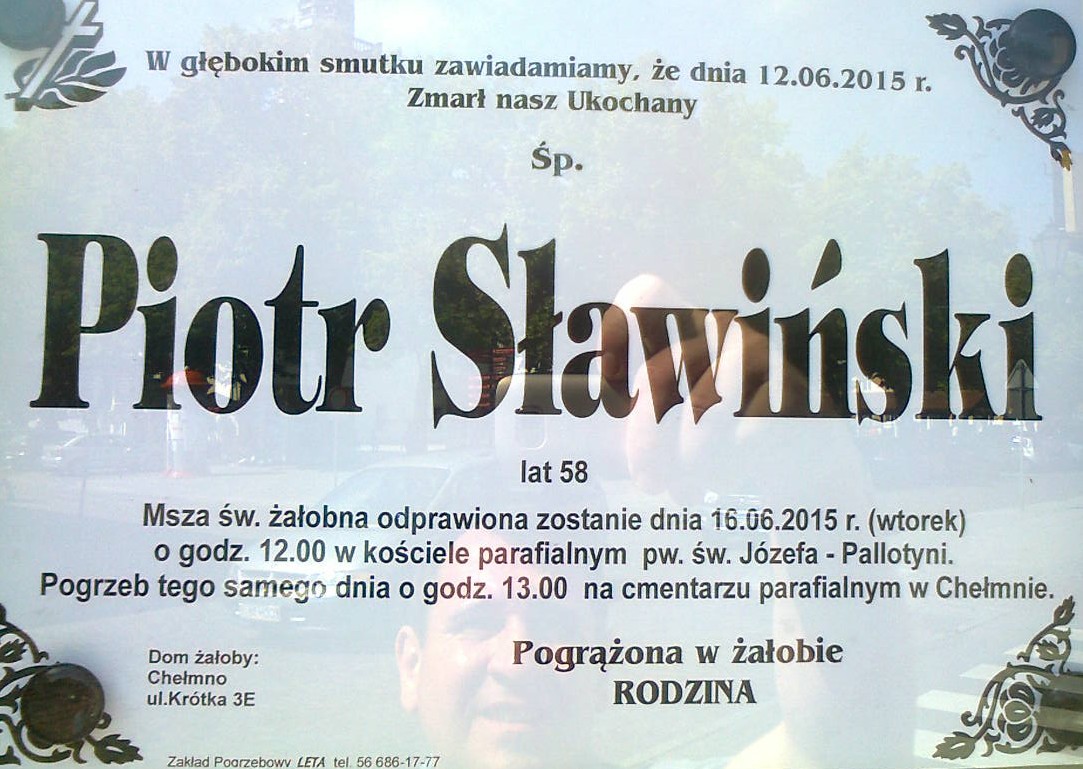 W głębokim smutku zawiadamiamy, że dnia 12.06.2015 r.
Zmarł nasz Ukochany
Śp.
Piotr Sławiński
lat 58
Msza św. żałobna odprawiona zostanie dnia 16.06.2015 r. (wtorek)
o godz. 12.00 w kościele parafialnym pw. św. Józefa - Pallotyni.
Pogrzeb tego samego dnia o godz. 13.00 na cmentarzu parafialnym w Chełmnie.
Dom żałoby:
Chełmno
ul.Krótka 3E
Pogrążona w żałobie
RODZINA
Zakład Pogrzebowy LETA tel. 56 686-17-77